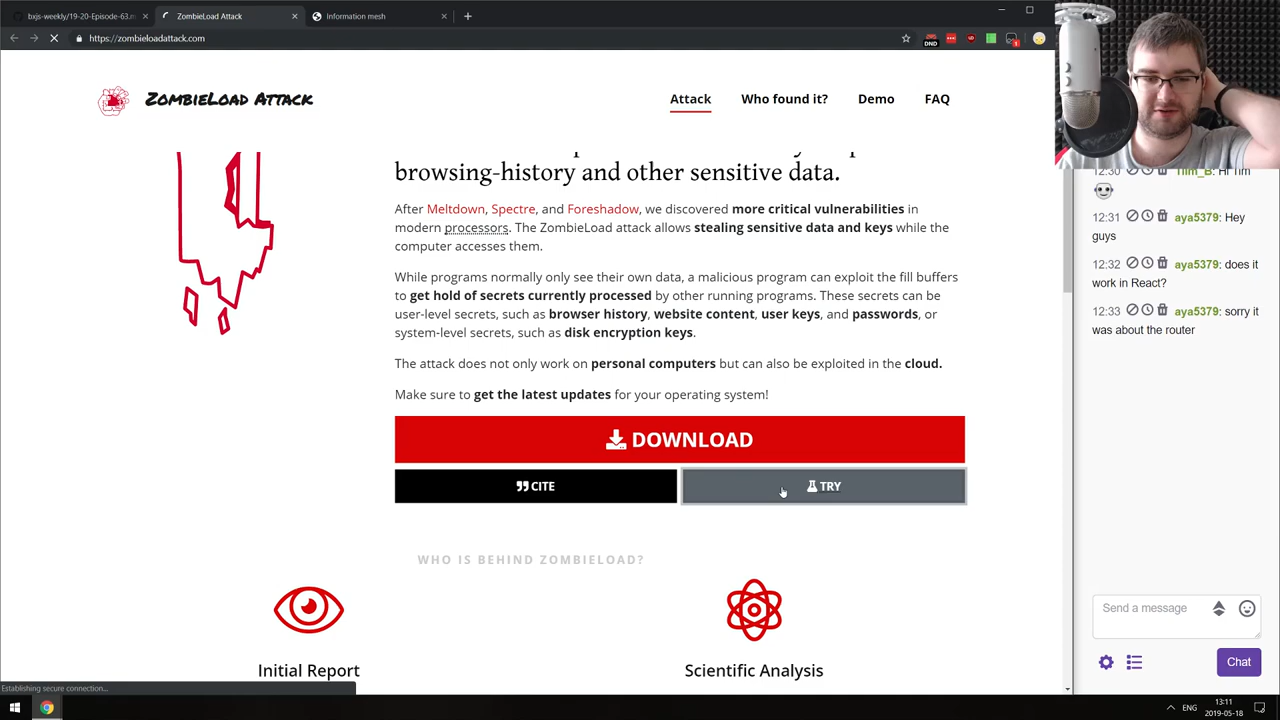 bxjs-weekly/19-20-Episode-63.m
ZombieLoad Attack
Information mesh
https://zombieloadattack.com
DND
1
ZOMBIELOAD ATTACK
Attack
Who found it?
Demo
FAQ
browsing-history and other sensitive data.
After Meltdown, Spectre, and Foreshadow, we discovered more critical vulnerabilities in
modern processors. The ZombieLoad attack allows stealing sensitive data and keys while the
computer accesses them.
While programs normally only see their own data, a malicious program can exploit the fill buffers
to get hold of secrets currently processed by other running programs. These secrets can be
user-level secrets, such as browser history, website content, user keys, and passwords, or
system-level secrets, such as disk encryption keys.
The attack does not only work on personal computers but can also be exploited in the cloud.
Make sure to get the latest updates for your operating system!
DOWNLOAD
CITE
TRY
WHO IS BEHIND ZOMBIELOAD?
Initial Report
Scientific Analysis
Establishing secure connection...
12:31 aya5379: Hey
guys
12:32 aya5379: does it
work in React?
12:33 aya5379: sorry it
was about the router
Send a message
Chat
ENG
13:11
2019-05-18